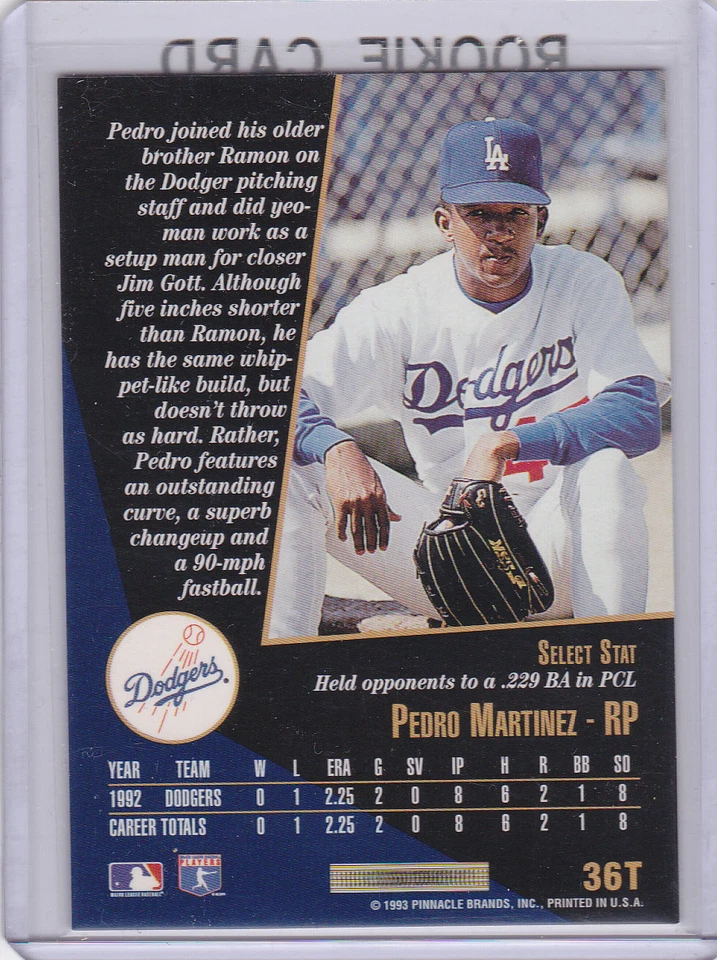 ROOKIE CARD
Pedro joined his older
brother Ramon on
the Dodger pitching
staff and did yeo-
man work as a
setup man for closer
Jim Gott. Although
five inches shorter
than Ramon, he
has the same whip-
pet-like build, but
doesn't throw
as hard. Rather,
Pedro features
an outstanding
curve, a superb
changeup and
a 90-mph
fastball.
LA
Dodgers
4
Dodgers
SELECT STAT
Held opponents to a .229 BA in PCL
PEDRO MARTINEZ - RP
YEAR TEAM W L ERA G SV IP H R BB SO
1992 DODGERS 0 1 2.25 2 0 8 6 2 1 8
CAREER TOTALS 0 1 2.25 2 0 8 6 2 1 8
PLAYERS
MAJOR LEAGUE BASEBALL
36T
© 1993 PINNACLE BRANDS, INC., PRINTED IN U.S.A.